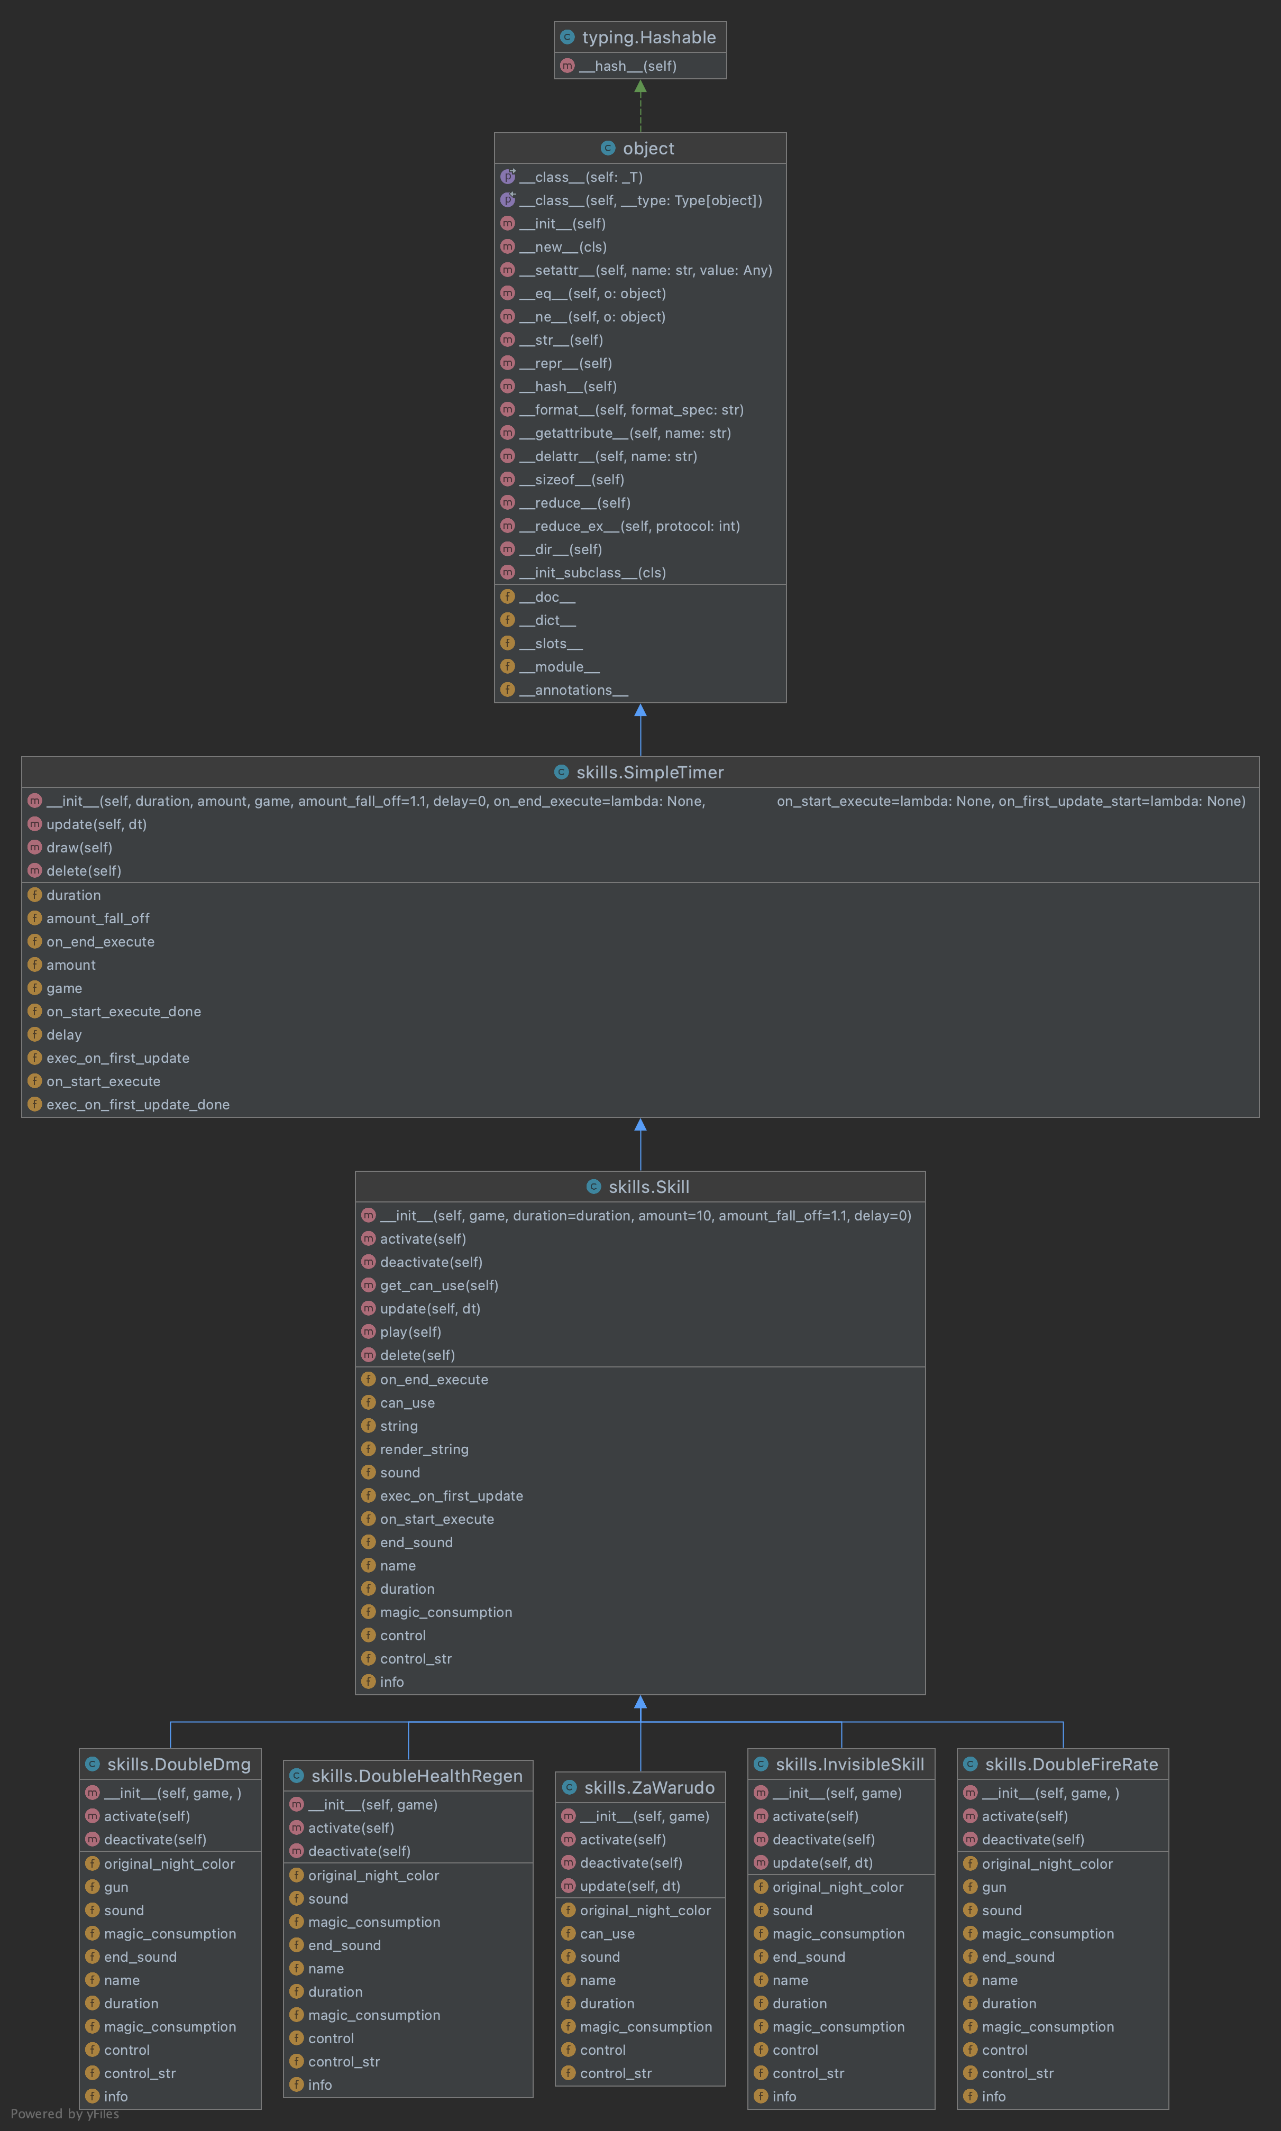 typing.Hashable
__hash__(self)
object
__class__(self: _T)
__class__(self, __type: Type[object])
__init__(self)
__new__(cls)
__setattr__(self, name: str, value: Any)
__eq__(self, o: object)
__ne__(self, o: object)
__str__(self)
__repr__(self)
__hash__(self)
__format__(self, format_spec: str)
__getattribute__(self, name: str)
__delattr__(self, name: str)
__sizeof__(self)
__reduce__(self)
__reduce_ex__(self, protocol: int)
__dir__(self)
__init_subclass__(cls)
__doc__
__dict__
__slots__
__module__
__annotations__
skills.SimpleTimer
__init__(self, duration, amount, game, amount_fall_off=1.1, delay=0, on_end_execute=lambda: None, on_start_execute=lambda: None, on_first_update_start=lambda: None)
update(self, dt)
draw(self)
delete(self)
duration
amount_fall_off
on_end_execute
amount
game
on_start_execute_done
delay
exec_on_first_update
on_start_execute
exec_on_first_update_done
skills.Skill
__init__(self, game, duration=duration, amount=10, amount_fall_off=1.1, delay=0)
activate(self)
deactivate(self)
get_can_use(self)
update(self, dt)
play(self)
delete(self)
on_end_execute
can_use
string
render_string
sound
exec_on_first_update
on_start_execute
end_sound
name
duration
magic_consumption
control
control_str
info
skills.DoubleDmg
__init__(self, game, )
activate(self)
deactivate(self)
original_night_color
gun
sound
magic_consumption
end_sound
name
duration
magic_consumption
control
control_str
info
skills.DoubleHealthRegen
__init__(self, game)
activate(self)
deactivate(self)
original_night_color
sound
magic_consumption
end_sound
name
duration
magic_consumption
control
control_str
info
skills.ZaWarudo
__init__(self, game)
activate(self)
deactivate(self)
update(self, dt)
original_night_color
can_use
sound
name
duration
magic_consumption
control
control_str
skills.InvisibleSkill
__init__(self, game)
activate(self)
deactivate(self)
update(self, dt)
original_night_color
sound
magic_consumption
end_sound
name
duration
magic_consumption
control
control_str
info
skills.DoubleFireRate
__init__(self, game, )
activate(self)
deactivate(self)
original_night_color
gun
sound
magic_consumption
end_sound
name
duration
magic_consumption
control
control_str
info
Powered by yFiles